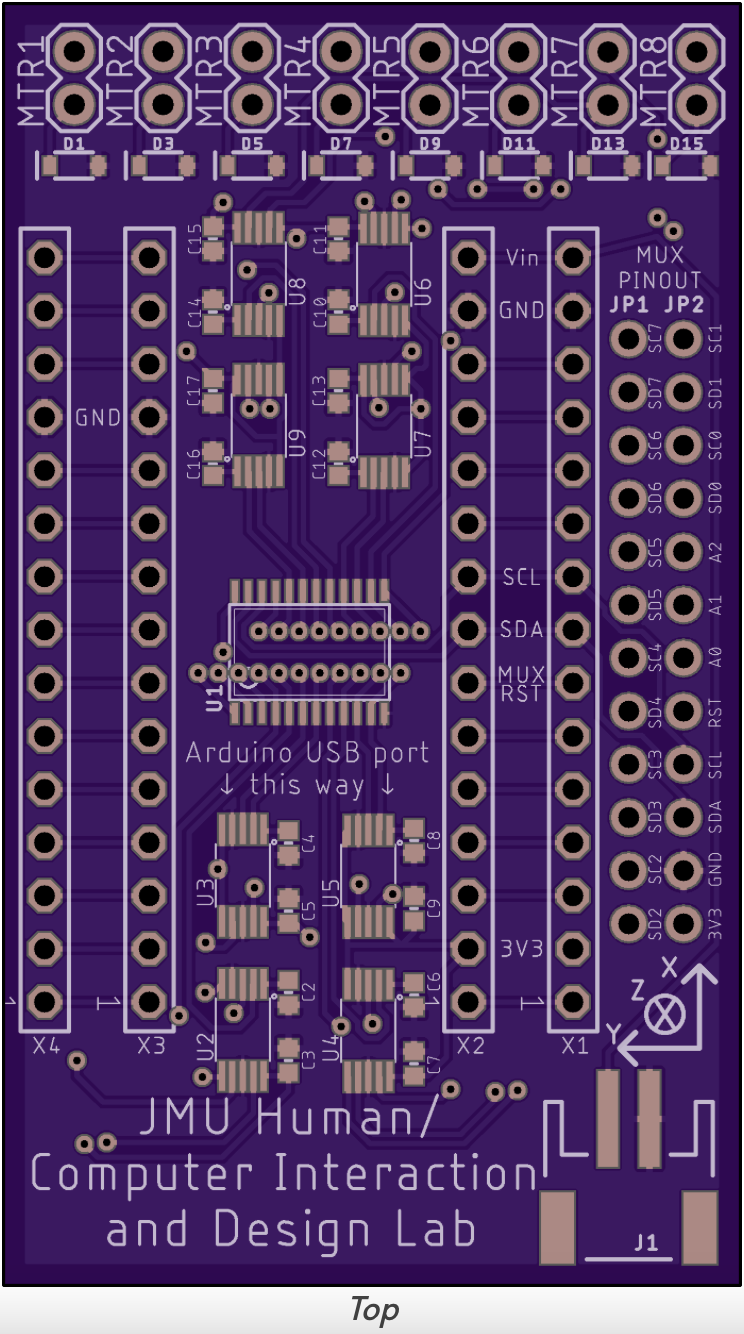 MTR1 MTR2 MTR3 MTR4 MTR5 MTR6 MTR7 MTR8
D1 D3 D5 D7 D9 D11 D13 D15
C15 U8 C14 C11 U6 C10
C17 U9 C16 C13 U7 C12
Vin
GND
GND
SCL
SDA
MUX
RST
3V3
MUX
PINOUT
JP1 JP2
SC7 SC1
SD7 SD1
SC6 SC0
SD6 SD0
SC5 A2
SD5 A1
SC4 A0
SD4 RST
SC3 SCL
SD3 SDA
SC2 GND
SD2 3V3
U1
Arduino USB port
↓ this way ↓
U3 C4 C5 U5 C8 C9
U2 C2 C3 U4 C6 C7
1 1 1 1
X4 X3 X2 X1
X
Z
Y
JMU Human/
Computer Interaction
and Design Lab
J1
Top